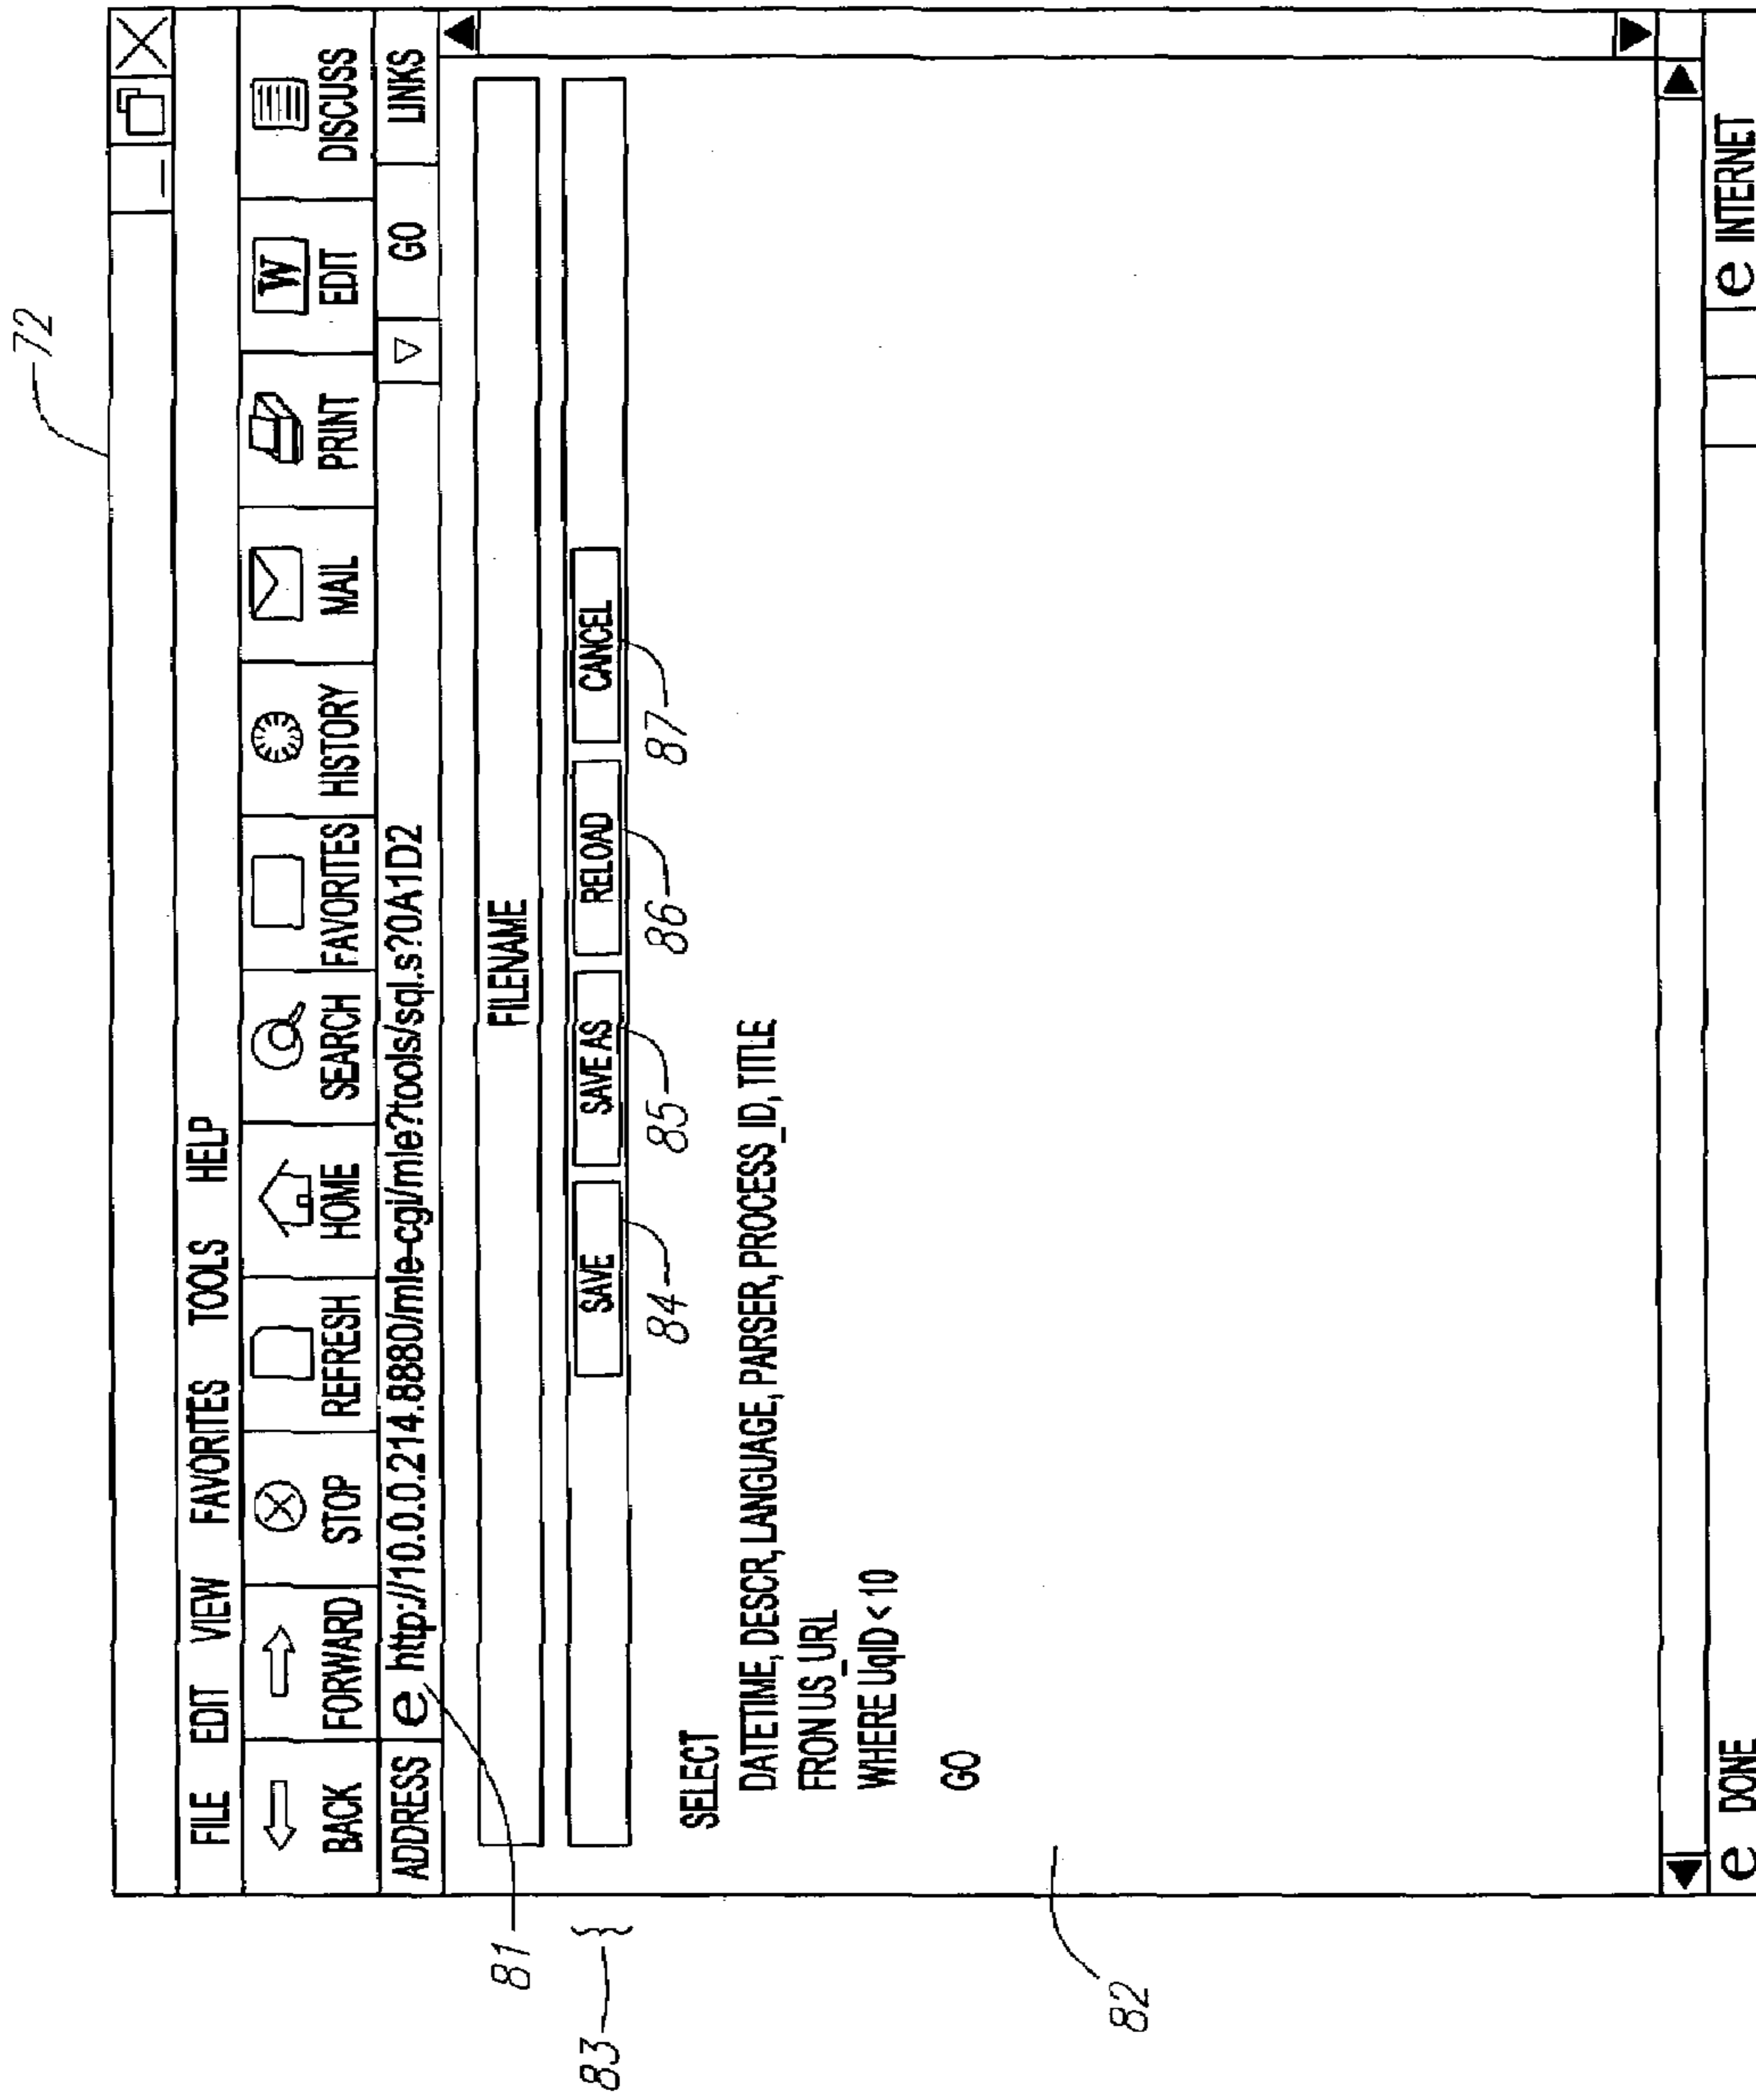 72
FILE EDIT VIEW FAVORITES TOOLS HELP
BACK FORWARD STOP REFRESH HOME SEARCH FAVORITES HISTORY MAIL PRINT W EDIT DISCUSS
ADDRESS e http://10.0.0.214.8880/mle-cgi/mle?tools/sql.s?0A1D2 GO LINKS
81
FILENAME
83 SAVE SAVE AS RELOAD CANCEL
84 85 86 87
SELECT
DATETIME, DESCR, LANGUAGE, PARSER, PROCESS_ID, TITLE
FRON US_URL
WHERE UqID < 10
GO
82
e DONE e INTERNET